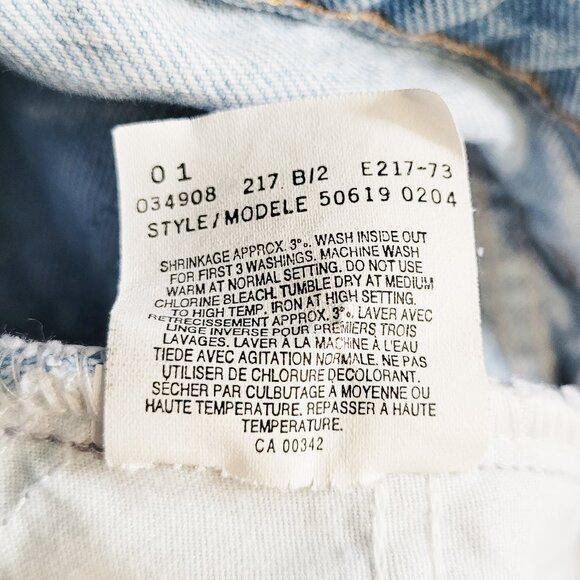 0 1
034908 217 B/2 E217-73
STYLE/MODELE 50619 0204
SHRINKAGE APPROX. 3%. WASH INSIDE OUT
FOR FIRST 3 WASHINGS. MACHINE WASH
WARM AT NORMAL SETTING. DO NOT USE
CHLORINE BLEACH. TUMBLE DRY AT MEDIUM
TO HIGH TEMP. IRON AT HIGH SETTING.
RETRECISSEMENT APPROX. 3%. LAVER AVEC
LINGE INVERSE POUR PREMIERS TROIS
LAVAGES. LAVER À LA MACHINE À L'EAU
TIEDE AVEC AGITATION NORMALE. NE PAS
UTILISER DE CHLORURE DECOLORANT.
SÉCHER PAR CULBUTAGE À MOYENNE OU
HAUTE TEMPERATURE. REPASSER À HAUTE
TEMPERATURE.
CA 00342